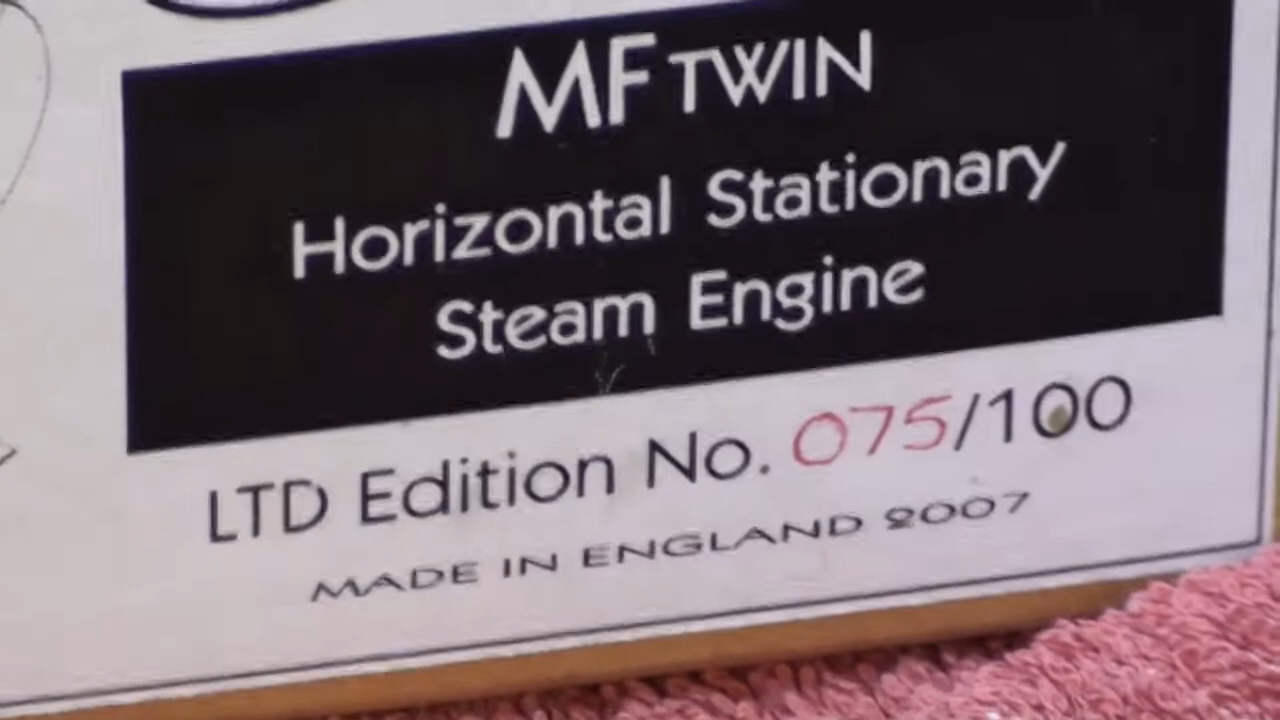 MF TWIN
Horizontal Stationary
Steam Engine
LTD Edition No. 075/100
MADE IN ENGLAND 2007